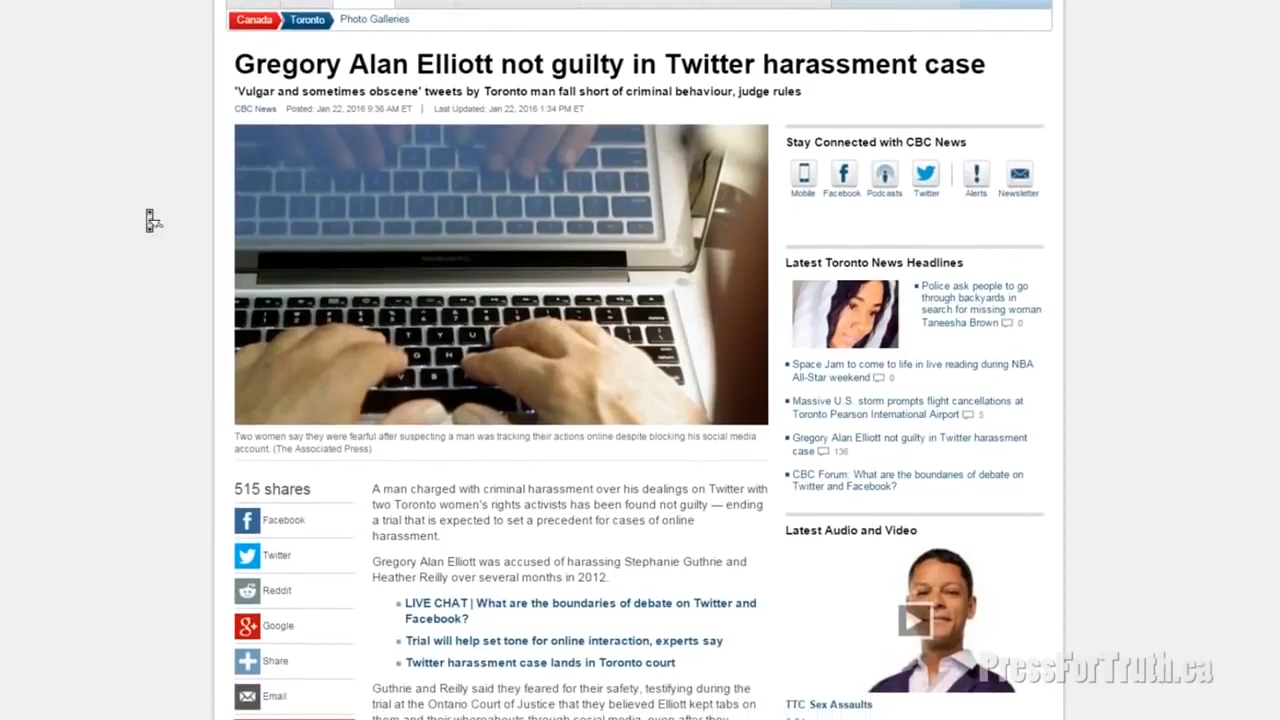 Canada
Toronto
Photo Galleries
Gregory Alan Elliott not guilty in Twitter harassment case
'Vulgar and sometimes obscene' tweets by Toronto man fall short of criminal behaviour, judge rules
CBC News Posted: Jan 22, 2016 9:36 AM ET | Last Updated: Jan 22, 2016 1:34 PM ET
Two women say they were fearful after suspecting a man was tracking their actions online despite blocking his social media
account. (The Associated Press)
515 shares
Facebook
Twitter
Reddit
Google
Share
Email
A man charged with criminal harassment over his dealings on Twitter with
two Toronto women's rights activists has been found not guilty — ending
a trial that is expected to set a precedent for cases of online
harassment.
Gregory Alan Elliott was accused of harassing Stephanie Guthrie and
Heather Reilly over several months in 2012.
LIVE CHAT | What are the boundaries of debate on Twitter and
Facebook?
Trial will help set tone for online interaction, experts say
Twitter harassment case lands in Toronto court
Guthrie and Reilly said they feared for their safety, testifying during the
trial at the Ontario Court of Justice that they believed Elliott kept tabs on
them and their whereabouts through social media, even after they
Stay Connected with CBC News
Mobile Facebook Podcasts Twitter Alerts Newsletter
Latest Toronto News Headlines
Police ask people to go
through backyards in
search for missing woman
Taneesha Brown 0
Space Jam to come to life in live reading during NBA
All-Star weekend 0
Massive U.S. storm prompts flight cancellations at
Toronto Pearson International Airport 5
Gregory Alan Elliott not guilty in Twitter harassment
case 136
CBC Forum: What are the boundaries of debate on
Twitter and Facebook?
Latest Audio and Video
PressForTruth.ca
TTC Sex Assaults